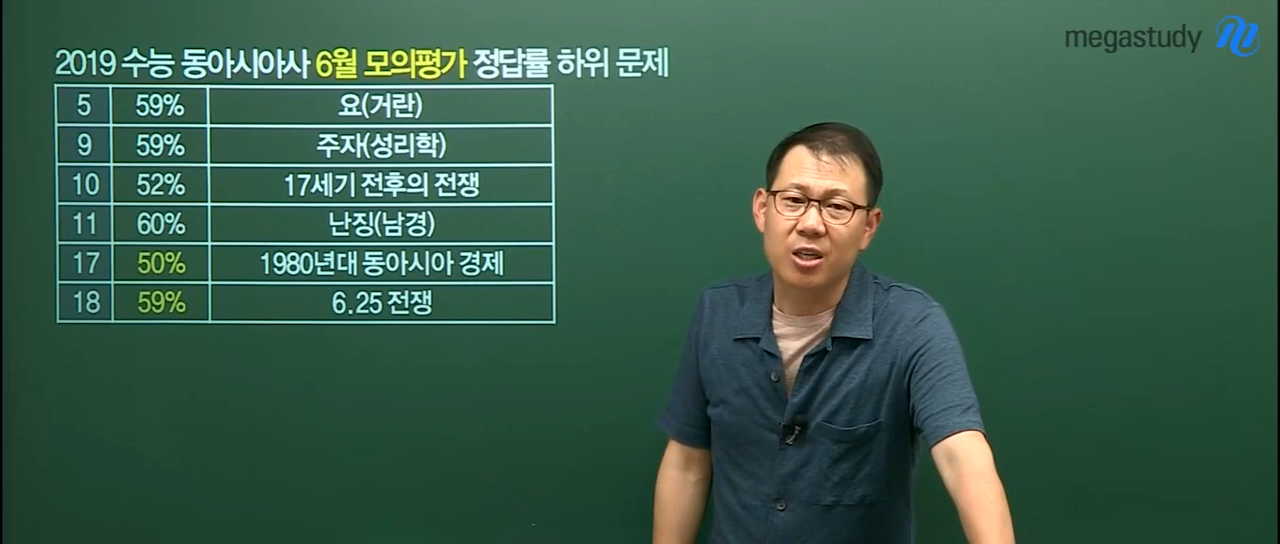 megastudy
2019 수능 동아시아사 6월 모의평가 정답률 하위 문제
5 59% 요(거란)
9 59% 주자(성리학)
10 52% 17세기 전후의 전쟁
11 60% 난징(남경)
17 50% 1980년대 동아시아 경제
18 59% 6.25 전쟁